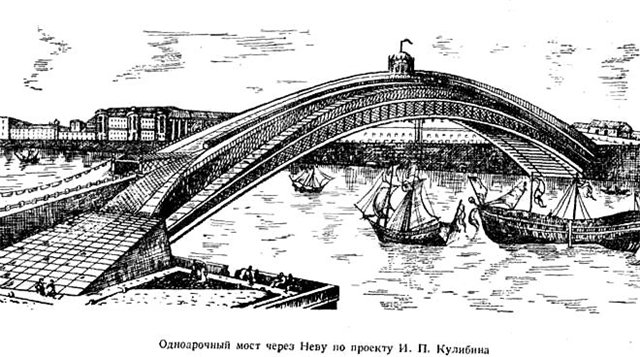 Одноарочный мост через Неву по проекту И. П. Кулибина